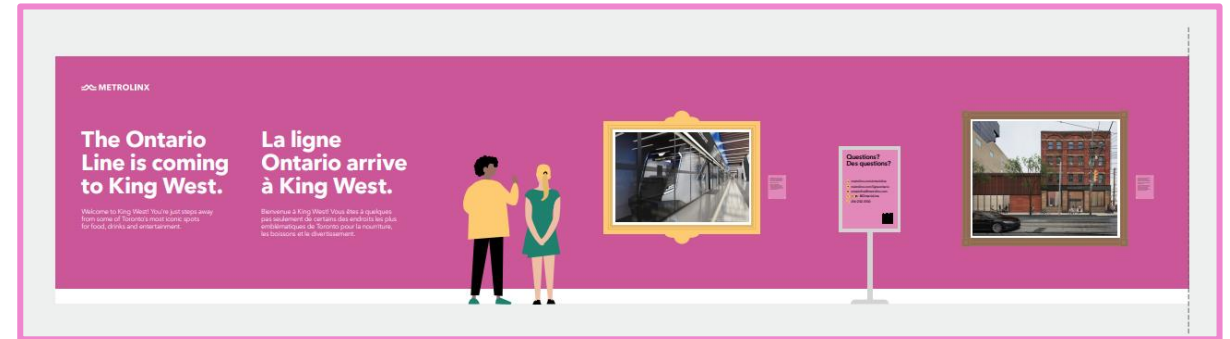 METROLINX
The Ontario
Line is coming
to King West.
Welcome to King West! You're just steps away
from some of Toronto's most iconic spots
for food, drinks and entertainment.
La ligne
Ontario arrive
à King West.
Bienvenue à King West! Vous êtes à quelques
pas seulement de certains des endroits les plus
emblématiques de Toronto pour la nourriture,
les boissons et le divertissement.
Questions?
Des questions?